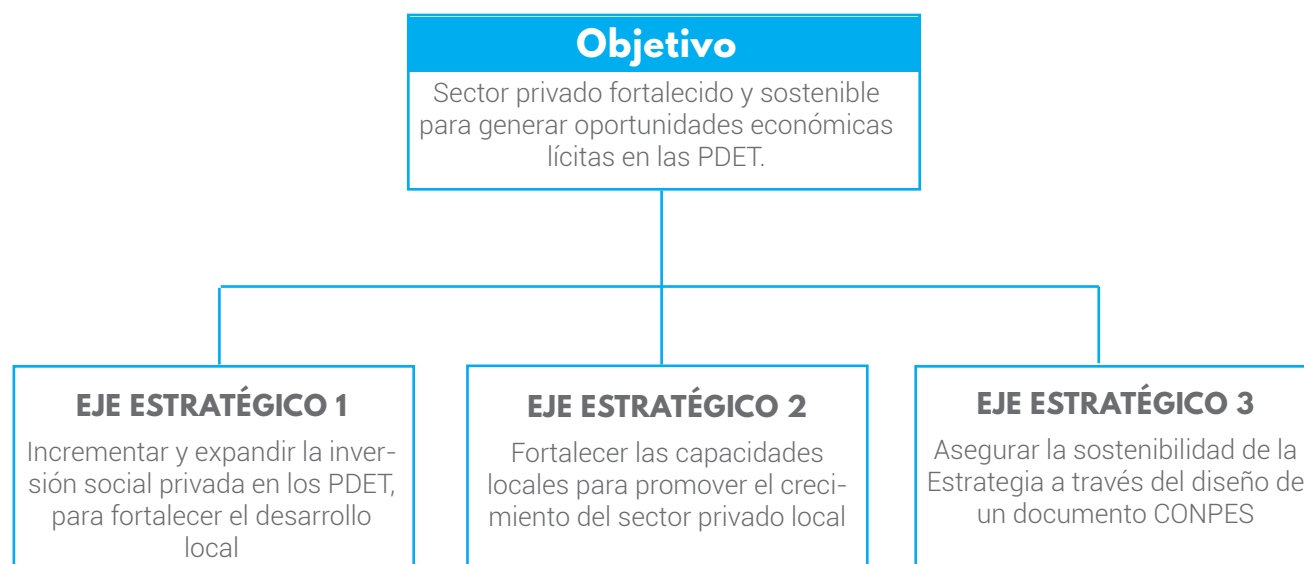 Objetivo
Sector privado fortalecido y sostenible
para generar oportunidades económicas
lícitas en las PDET.
EJE ESTRATÉGICO 1
Incrementar y expandir la inver-
sión social privada en los PDET,
para fortalecer el desarrollo
local
EJE ESTRATÉGICO 2
Fortalecer las capacidades
locales para promover el creci-
miento del sector privado local
EJE ESTRATÉGICO 3
Asegurar la sostenibilidad de la
Estrategia a través del diseño de
un documento CONPES